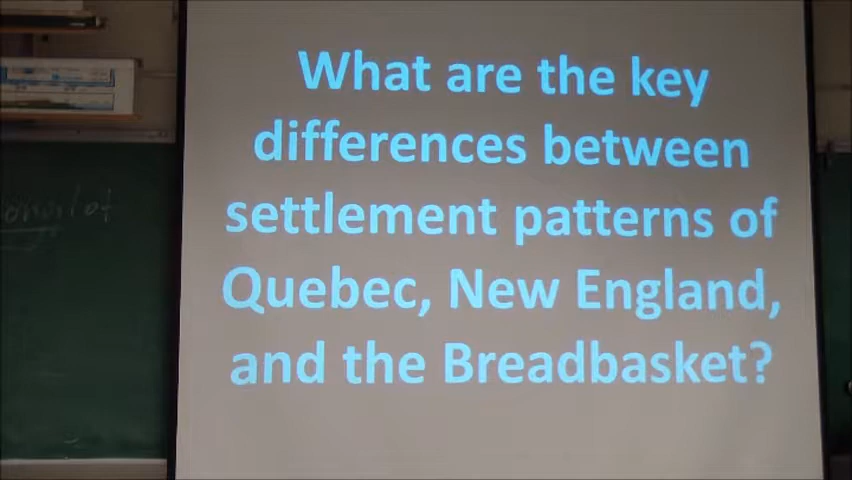 What are the key
differences between
settlement patterns of
Quebec, New England,
and the Breadbasket?